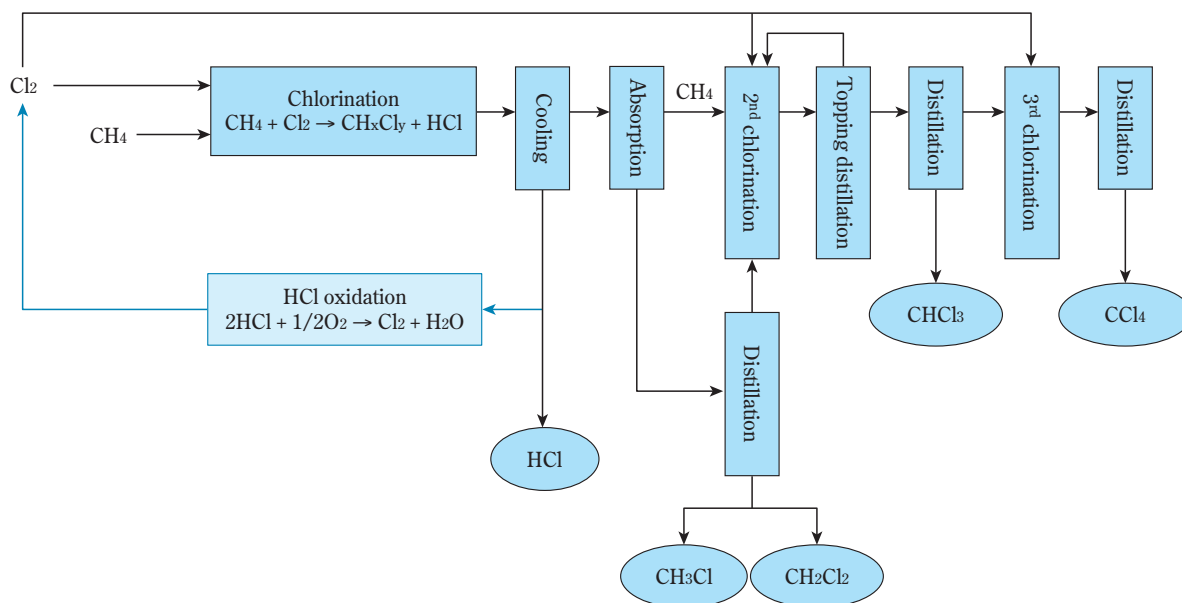 Cl2
CH4
Chlorination
CH4 + Cl2 → CHxCly + HCl
Cooling
Absorption
CH4
2nd chlorination
Topping distillation
Distillation
3rd chlorination
Distillation
HCl oxidation
2HCl + 1/2O2 → Cl2 + H2O
CHCl3
CCl4
Distillation
HCl
CH3Cl
CH2Cl2